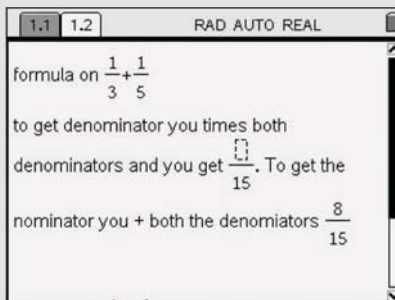 1.1 1.2 RAD AUTO REAL
formula on 1/3+1/5
to get denominator you times both
denominators and you get □/15. To get the
nominator you + both the denomiators 8/15